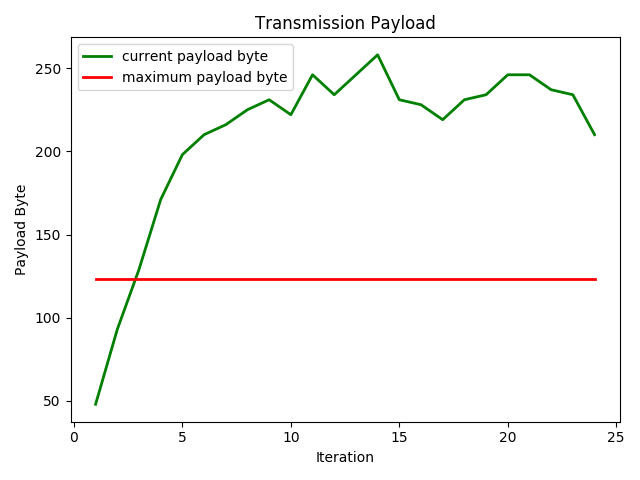 Transmission Payload
current payload byte
maximum payload byte
250
200
150
100
50
Payload Byte
0 5 10 15 20 25
Iteration